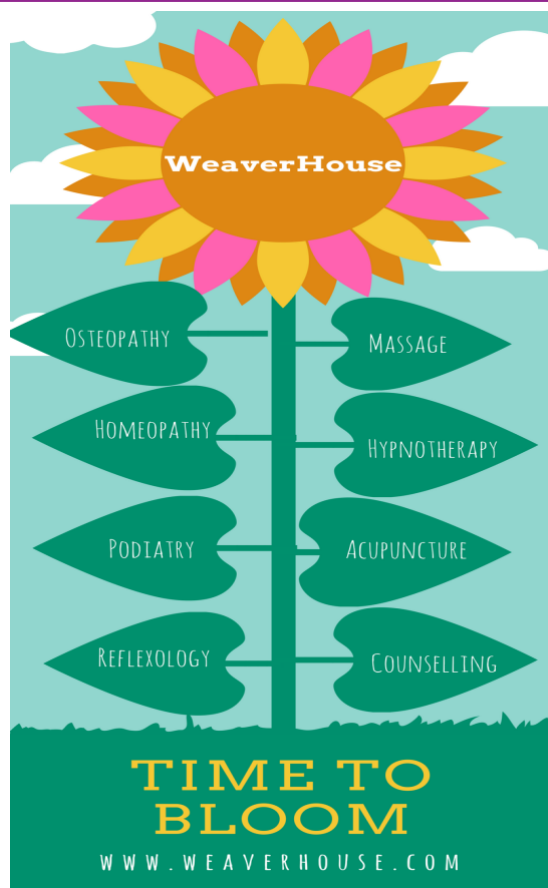 WeaverHouse
Osteopathy
Massage
Homeopathy
Hypnotherapy
Podiatry
Acupuncture
Reflexology
Counselling
TIME TO
BLOOM
WWW.WEAVERHOUSE.COM